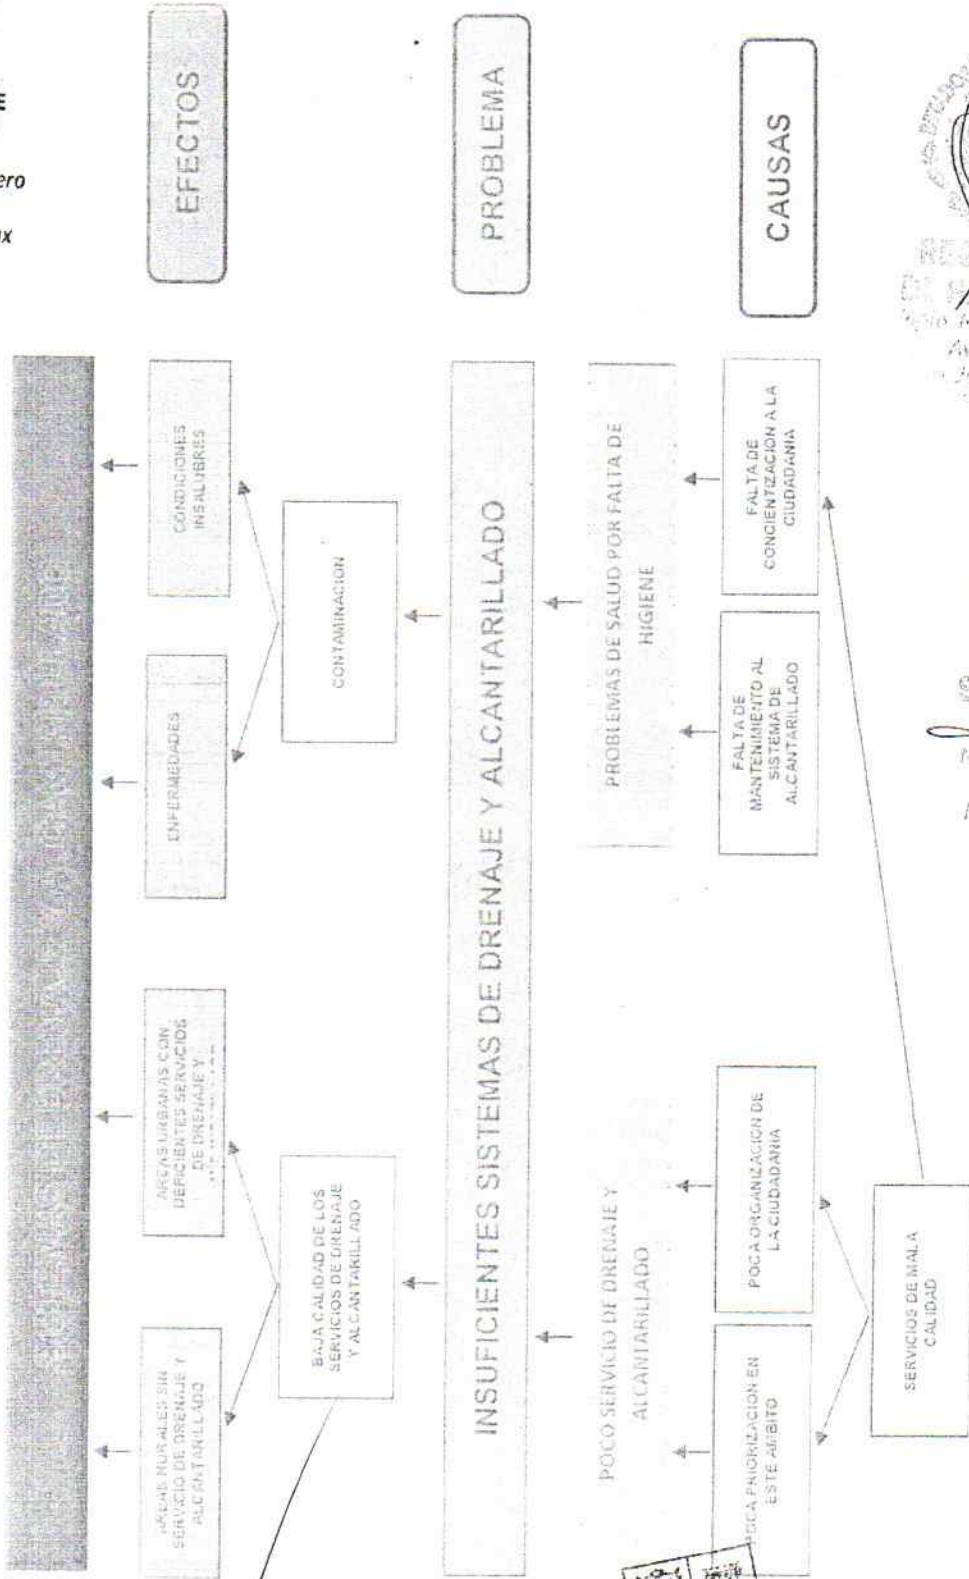 EFECTOS
CONDICIONES
INSALUBRES
ENFERMEDADES
AREAS URBANAS CON
DEFICIENTES SERVICIOS
DE DRENAJE Y
AREAS RURALES SIN
SERVICIO DE DRENAJE Y
ALCANTARILLADO
CONTAMINACION
BAJA CALIDAD DE LOS
SERVICIOS DE DRENAJE
Y ALCANTARILLADO
PROBLEMA
INSUFICIENTES SISTEMAS DE DRENAJE Y ALCANTARILLADO
POCO SERVICIO DE DRENAJE Y
ALCANTARILLADO
PROBLEMAS DE SALUD POR FALTA DE
HIGIENE
CAUSAS
POCA PRIORIZACION EN
ESTE AMBITO
POCA ORGANIZACION DE
LA CIUDADANIA
FALTA DE
MANTENIMIENTO AL
SISTEMA DE
ALCANTARILLADO
FALTA DE
CONCIENTIZACION A LA
CIUDADANIA
SERVICIOS DE MALA
CALIDAD